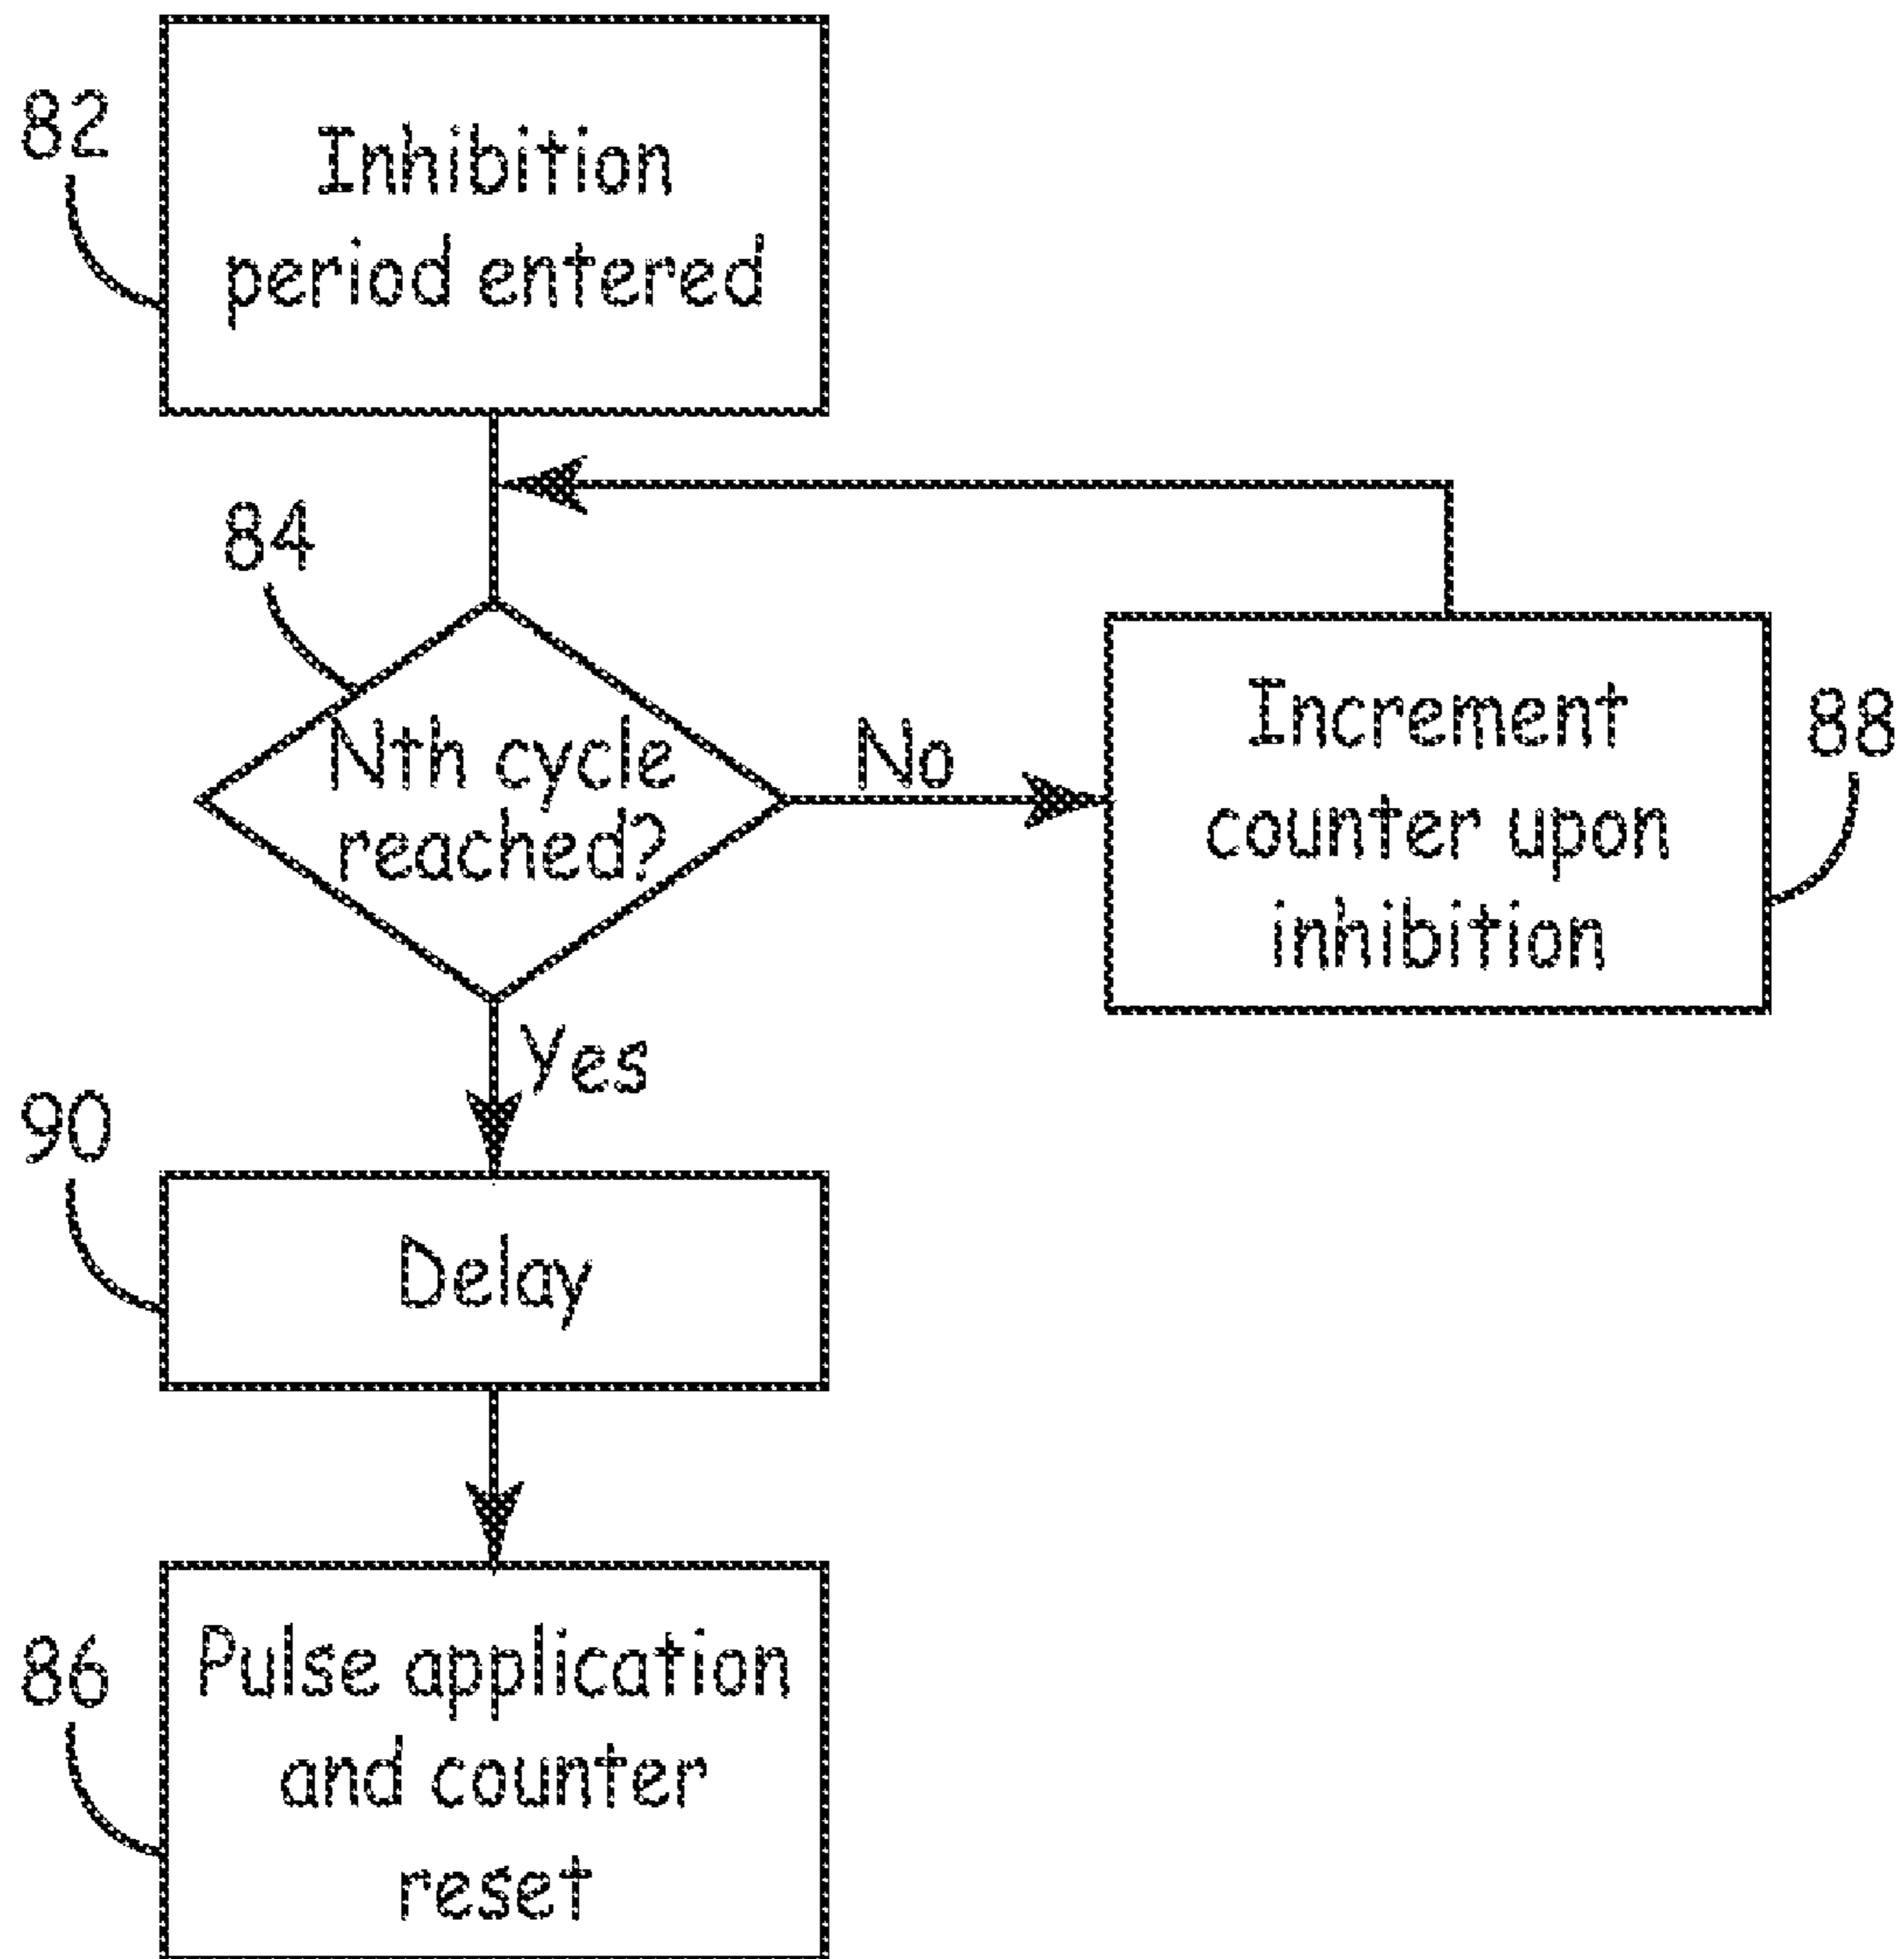 82
Inhibition
period entered
84
Nth cycle
reached?
No
Increment
counter upon
inhibition
88
Yes
90
Delay
86
Pulse application
and counter
reset